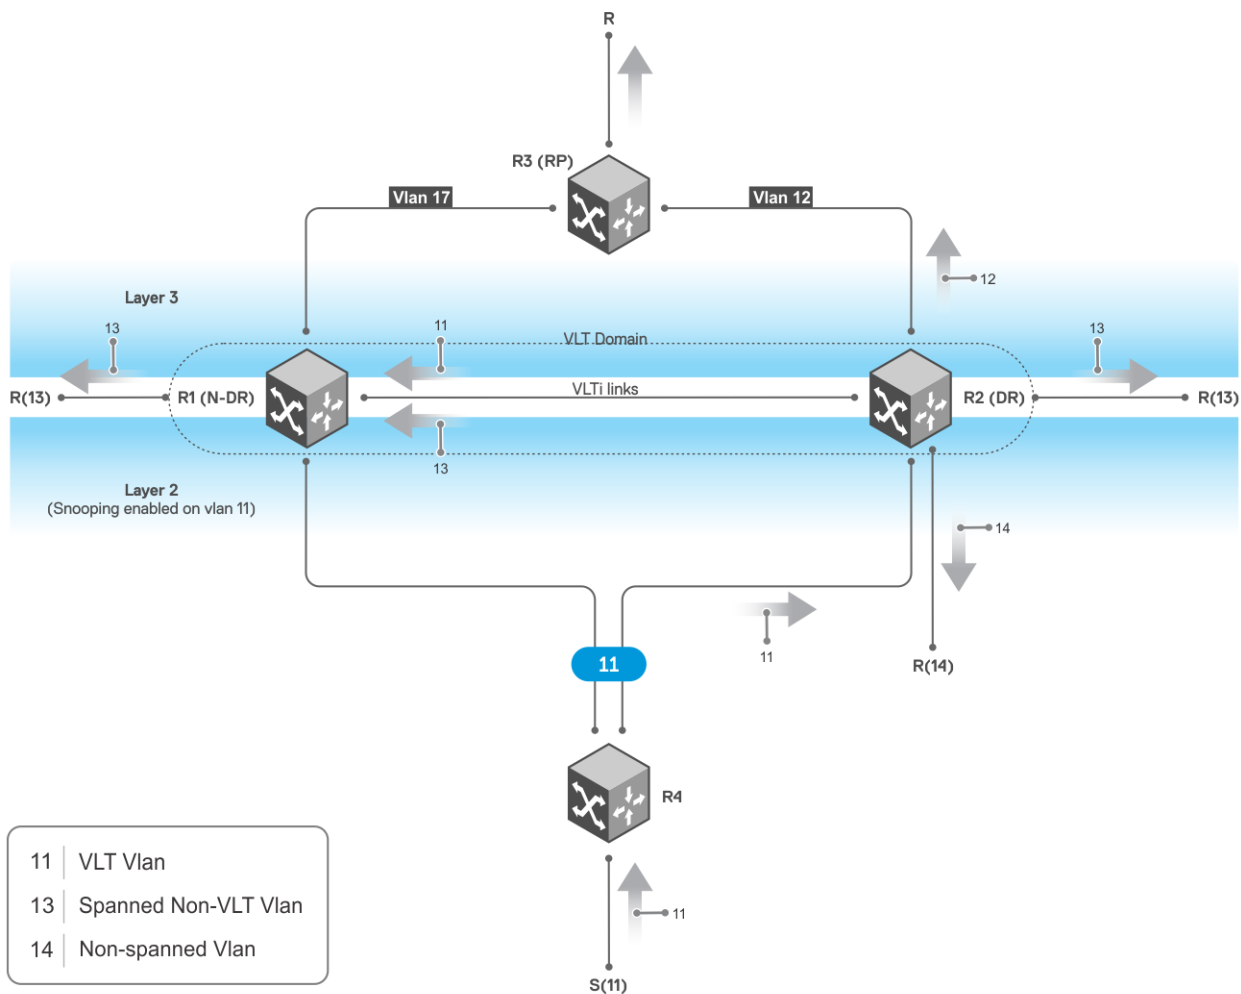 R
R3 (RP)
Vlan 17
Vlan 12
12
Layer 3
13
11
VLT Domain
13
R(13)
R1 (N-DR)
VLTi links
R2 (DR)
R(13)
13
Layer 2
(Snooping enabled on vlan 11)
14
11
11
R(14)
R4
11 VLT Vlan
13 Spanned Non-VLT Vlan
14 Non-spanned Vlan
11
S(11)